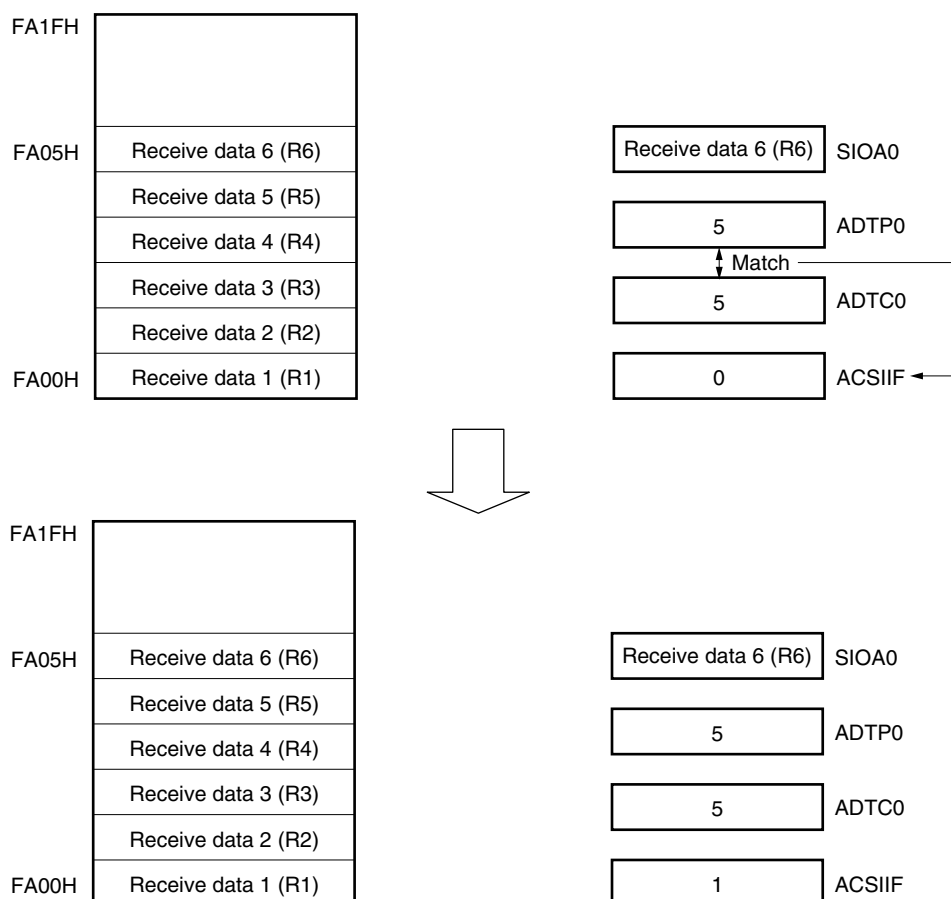 FA1FH
FA05H Receive data 6 (R6) Receive data 6 (R6) SIOA0
Receive data 5 (R5)
5 ADTP0
Receive data 4 (R4)
Match
Receive data 3 (R3)
5 ADTC0
Receive data 2 (R2)
FA00H Receive data 1 (R1) 0 ACSIIF
FA1FH
FA05H Receive data 6 (R6) Receive data 6 (R6) SIOA0
Receive data 5 (R5)
5 ADTP0
Receive data 4 (R4)
Receive data 3 (R3)
5 ADTC0
Receive data 2 (R2)
FA00H Receive data 1 (R1) 1 ACSIIF